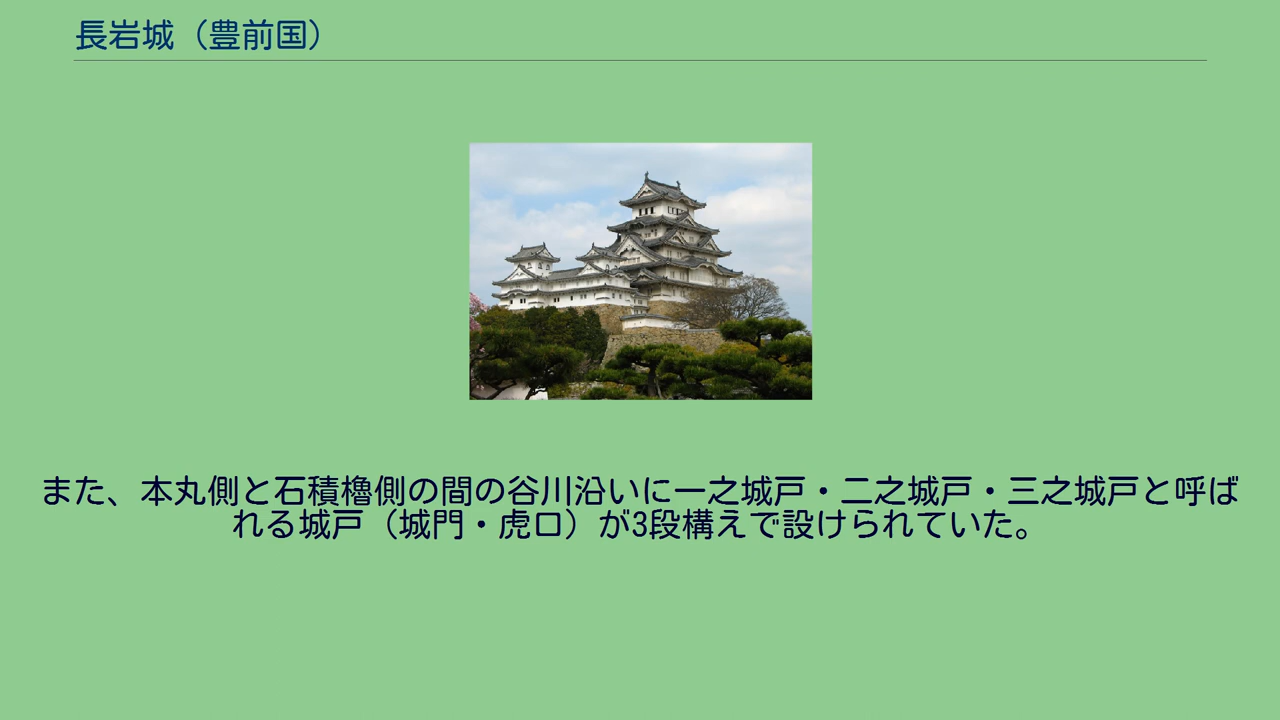 長岩城（豊前国）
また、本丸側と石積櫓側の間の谷川沿いに一之城戸・二之城戸・三之城戸と呼ば
れる城戸（城門・虎口）が3段構えで設けられていた。